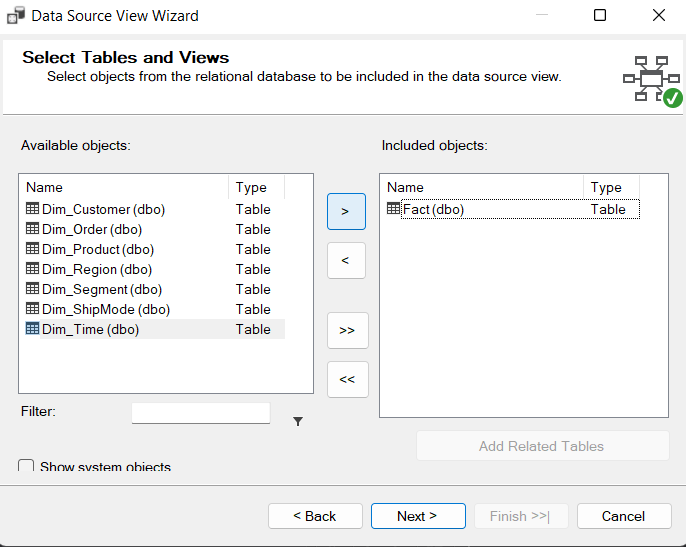 Data Source View Wizard
Select Tables and Views
Select objects from the relational database to be included in the data source view.
Available objects:
Name Type
Dim_Customer (dbo) Table
Dim_Order (dbo) Table
Dim_Product (dbo) Table
Dim_Region (dbo) Table
Dim_Segment (dbo) Table
Dim_ShipMode (dbo) Table
Dim_Time (dbo) Table
Filter:
Show system objects
>
<
>>
<<
Included objects:
Name Type
Fact (dbo) Table
Add Related Tables
< Back Next > Finish >>| Cancel